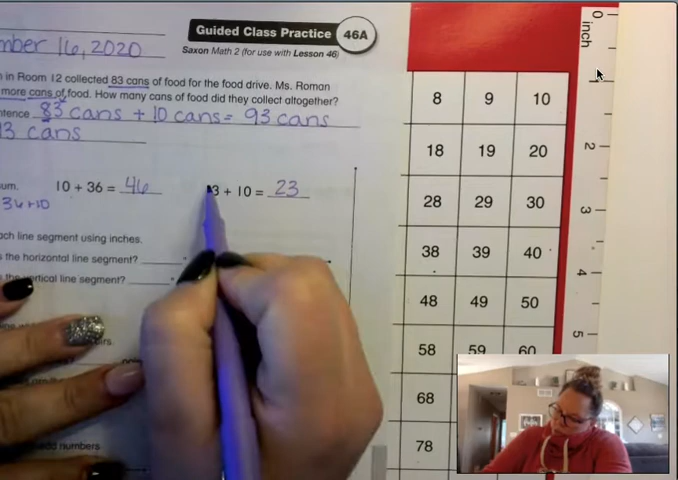 Guided Class Practice 46A
mber 16, 2020
Saxon Math 2 (for use with Lesson 46)
in Room 12 collected 83 cans of food for the food drive. Ms. Roman
more cans of food. How many cans of food did they collect altogether?
tence 83 cans + 10 cans = 93 cans
93 cans
um. 10 + 36 = 46
3 + 10 = 23
36+10
ach line segment using inches.
the horizontal line segment? "
the vertical line segment? "
airs.
odd numbers
8 9 10
18 19 20
28 29 30
38 39 40
48 49 50
58 59 60
68
78
0 inch 1 2 3 4 5